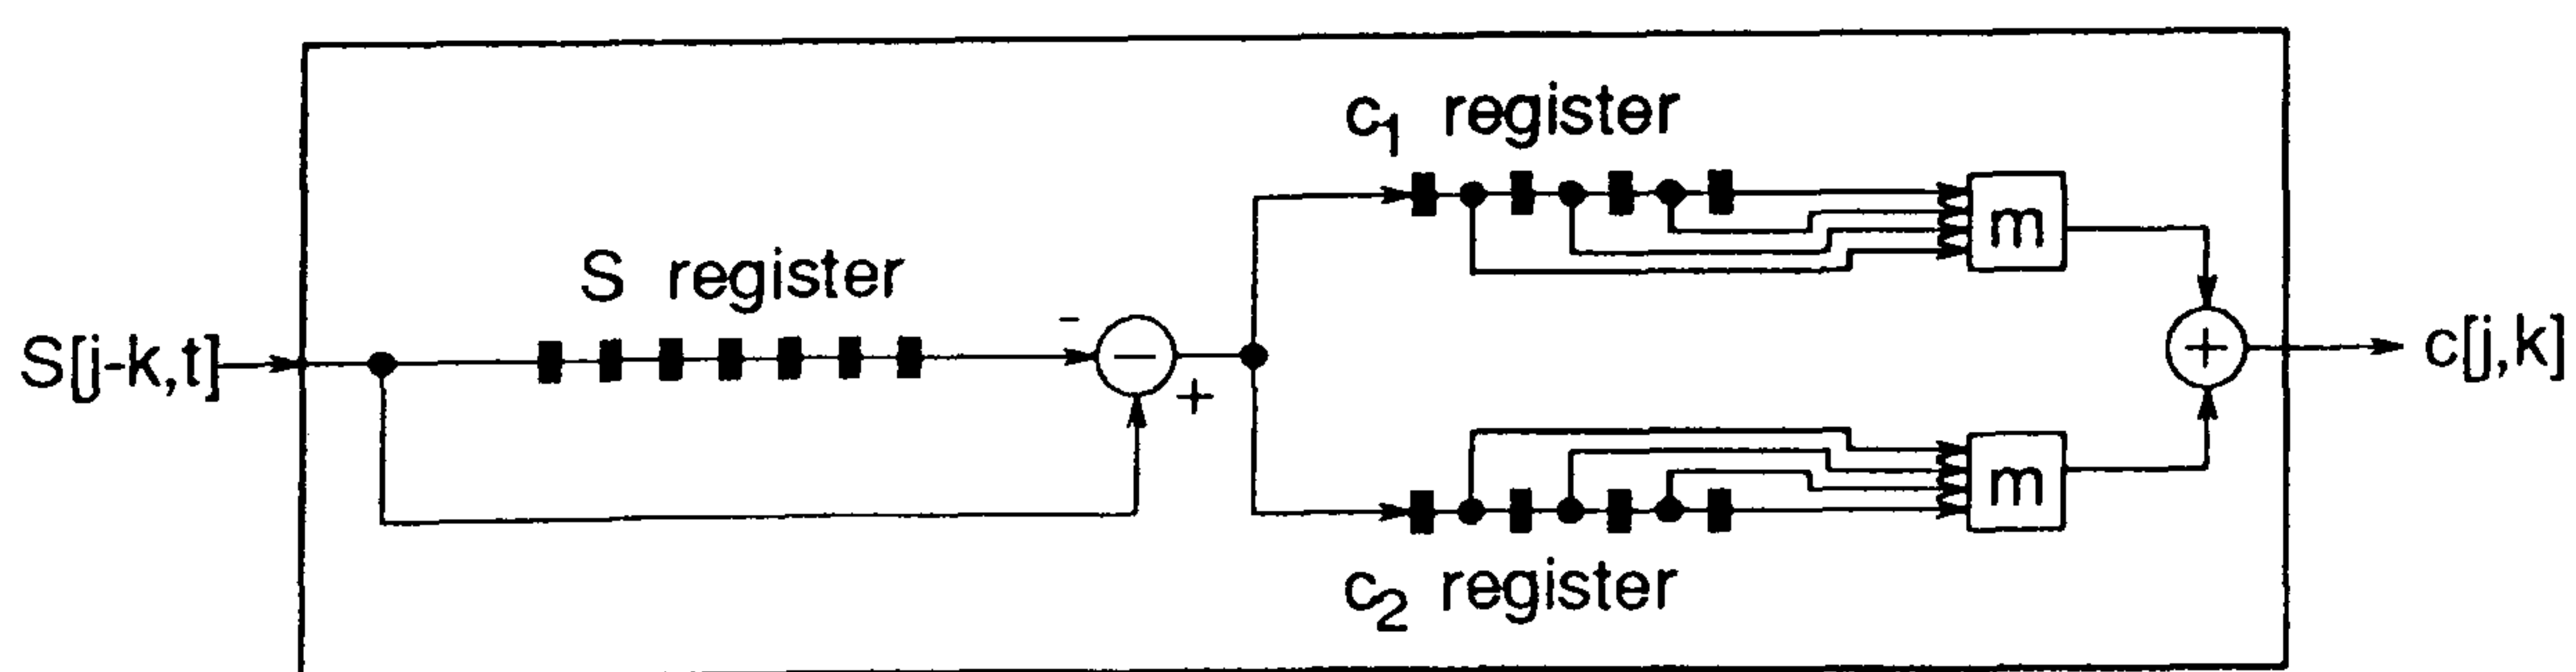 c₁ register
m
S register
-
S[j-k,t]
−
+
+
c[j,k]
m
c₂ register